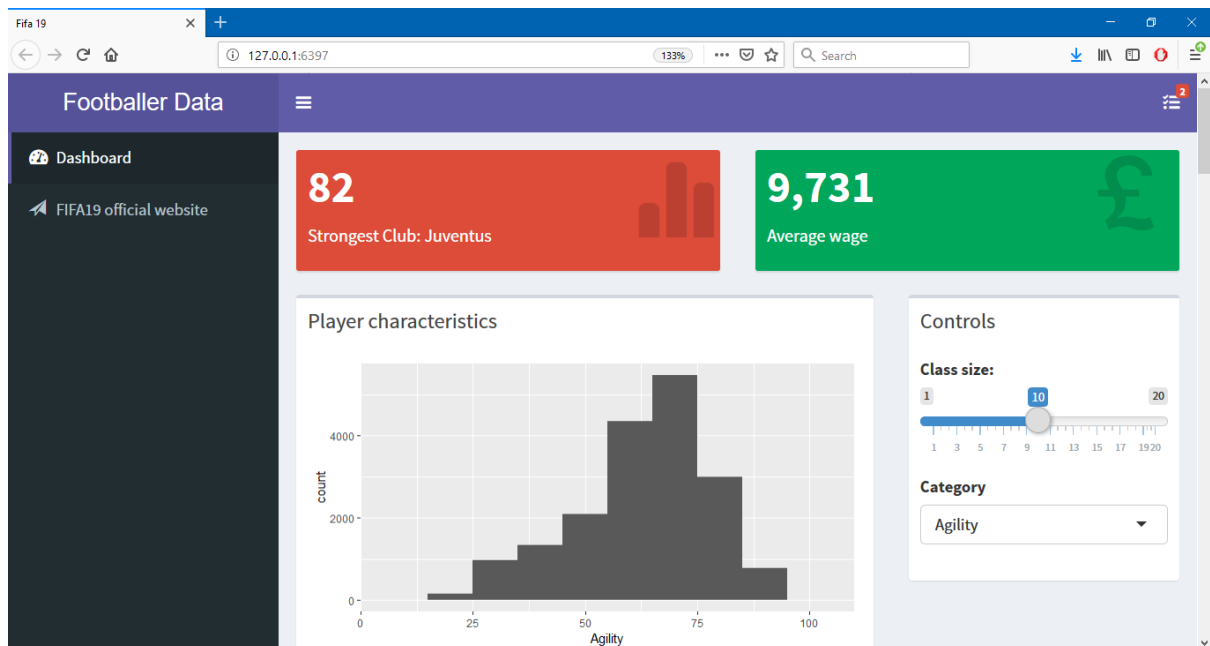 Fifa 19
127.0.0.1:6397
133%
Search
Footballer Data
2
Dashboard
FIFA19 official website
82
Strongest Club: Juventus
£
9,731
Average wage
Player characteristics
4000
2000
0
count
0 25 50 75 100
Agility
Controls
Class size:
1 10 20
1 3 5 7 9 11 13 15 17 19 20
Category
Agility